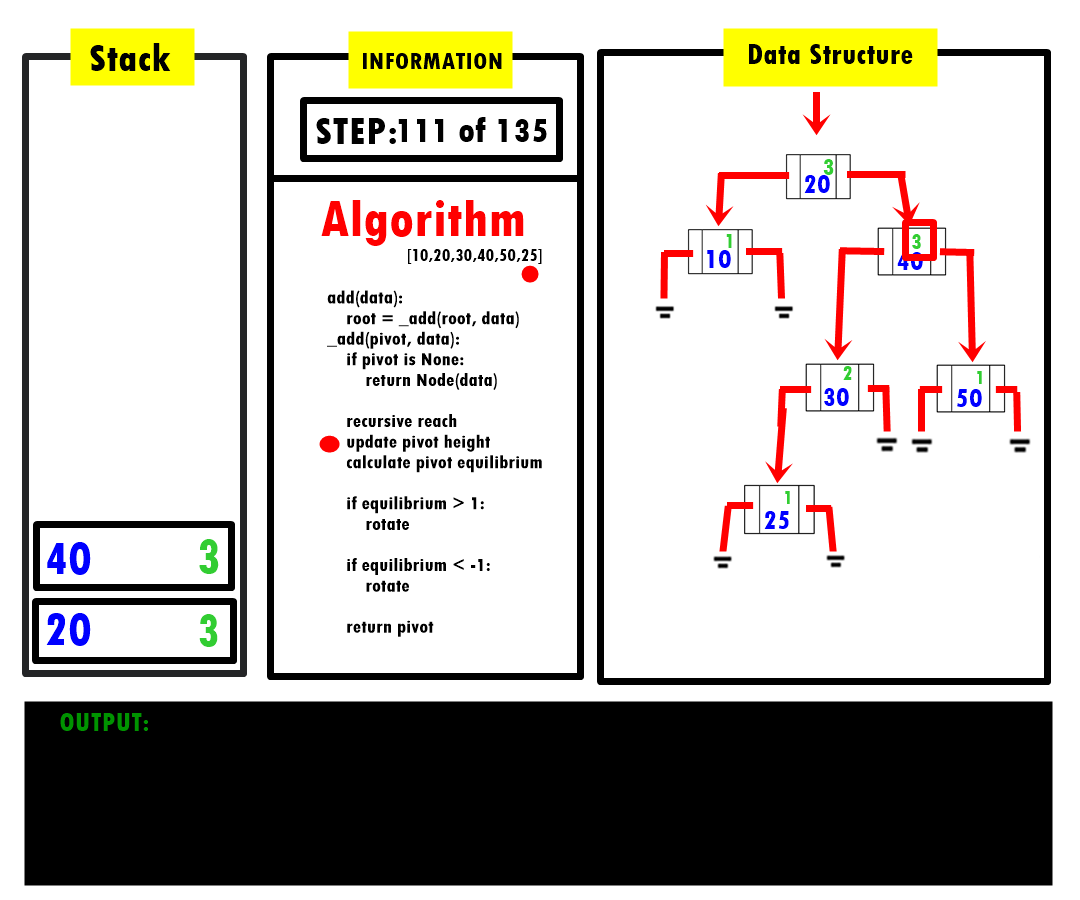 Stack
40 3
20 3
INFORMATION
STEP:111 of 135
Algorithm
[10,20,30,40,50,25]
add(data):
root = _add(root, data)
_add(pivot, data):
if pivot is None:
return Node(data)
recursive reach
update pivot height
calculate pivot equilibrium
if equilibrium > 1:
rotate
if equilibrium < -1:
rotate
return pivot
Data Structure
3
20
1
10
3
40
2
30
1
50
1
25
OUTPUT: